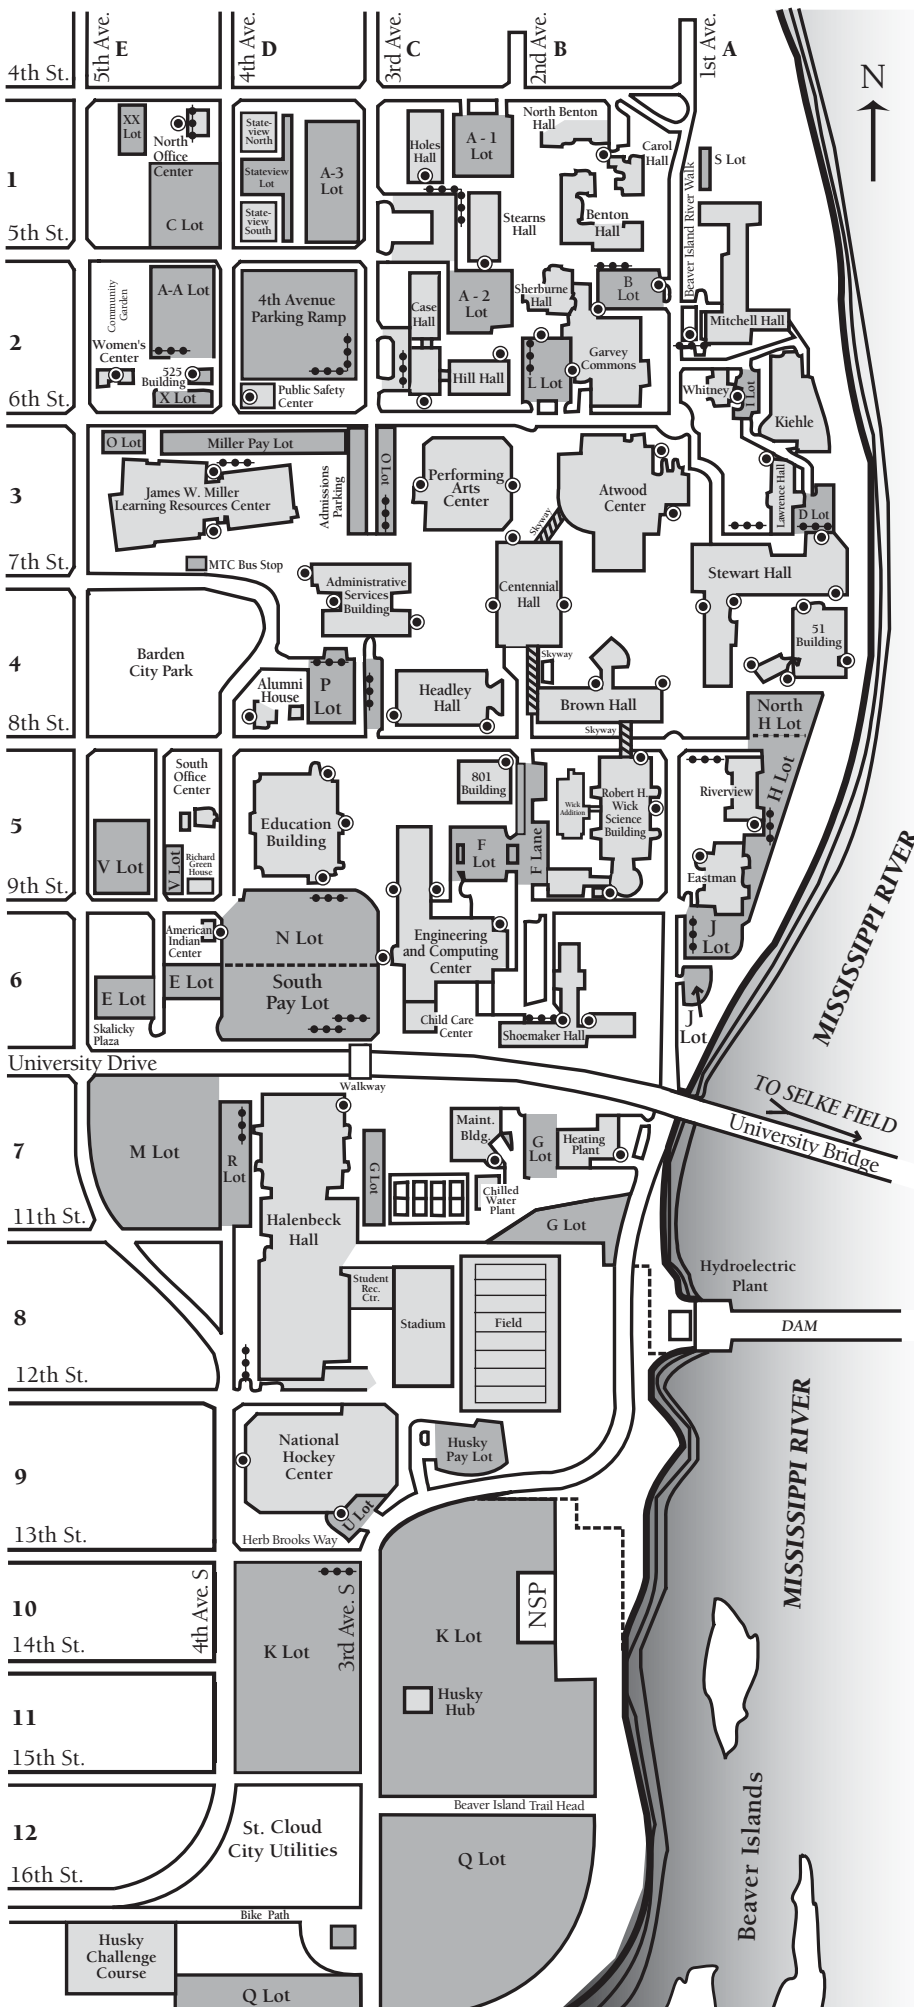 E
D
C
B
A
5th Ave.
4th Ave.
3rd Ave.
2nd Ave.
1st Ave.
4th St.
N
1
XX
Lot
North
Office
Center
C Lot
State-
view
North
Stateview
Lot
State-
view
South
A-3
Lot
Holes
Hall
A - 1
Lot
North Benton
Hall
Carol
Hall
S Lot
Stearns
Hall
Benton
Hall
Beaver Island River Walk
5th St.
2
Community
Garden
A-A Lot
Women's
Center
525
Building
X Lot
4th Avenue
Parking Ramp
Public Safety
Center
Case
Hall
A - 2
Lot
Sherburne
Hall
B
Lot
Mitchell Hall
Hill Hall
L Lot
Garvey
Commons
Whitney
I Lot
Kiehle
6th St.
3
O Lot
Miller Pay Lot
James W. Miller
Learning Resources Center
Admissions
Parking
O Lot
Performing
Arts
Center
Skyway
Atwood
Center
Lawrence Hall
D Lot
7th St.
MTC Bus Stop
Administrative
Services
Building
Centennial
Hall
Stewart Hall
51
Building
4
Barden
City Park
Alumni
House
P
Lot
Headley
Hall
Skyway
Brown Hall
North
H Lot
8th St.
Skyway
5
South
Office
Center
V Lot
V Lot
Richard
Green
House
Education
Building
801
Building
F
Lot
F Lane
Wick
Addition
Robert H.
Wick
Science
Building
Riverview
H Lot
Eastman
9th St.
6
American
Indian
Center
E Lot
E Lot
Skalicky
Plaza
N Lot
South
Pay Lot
Engineering
and Computing
Center
Child Care
Center
Shoemaker Hall
J
Lot
J
Lot
MISSISSIPPI RIVER
University Drive
Walkway
TO SELKE FIELD
University Bridge
7
M Lot
R
Lot
G Lot
Maint.
Bldg.
G
Lot
Heating
Plant
Chilled
Water
Plant
11th St.
Halenbeck
Hall
G Lot
Hydroelectric
Plant
8
Student
Rec.
Ctr.
Stadium
Field
DAM
12th St.
9
National
Hockey
Center
Husky
Pay Lot
U Lot
13th St.
Herb Brooks Way
MISSISSIPPI RIVER
10
14th St.
4th Ave. S
3rd Ave. S
K Lot
K Lot
NSP
11
Husky
Hub
15th St.
Beaver Island Trail Head
12
St. Cloud
City Utilities
Q Lot
16th St.
Beaver Islands
Bike Path
Husky
Challenge
Course
Q Lot